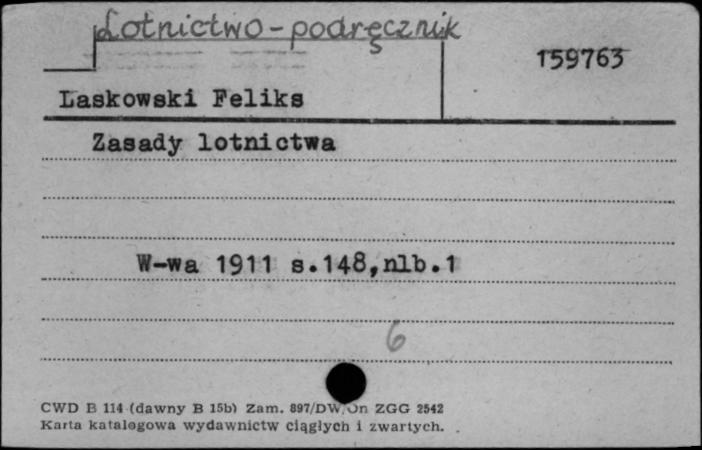 Lotnictwo-podręcznik
159763
Laskowski Feliks
Zasady lotnictwa
W-wa 1911 s.148,nlb.1
6
CWD B 114 (dawny B 15b) Zam. 897/DW/On ZGG 2542
Karta katalogowa wydawnictw ciągłych i zwartych.